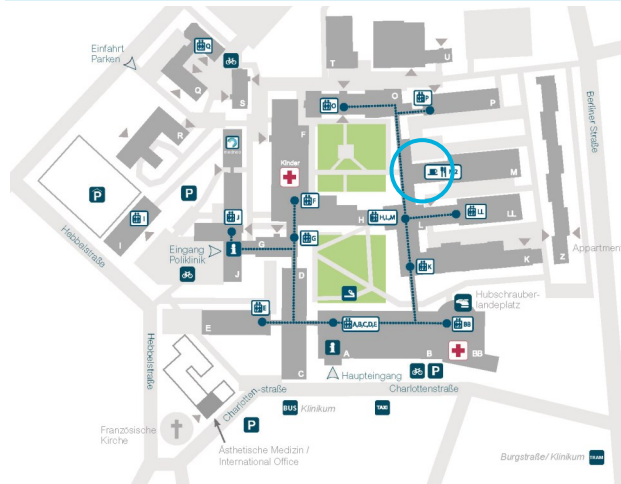 Einfahrt
Parken
Q
Q
S
T
U
O
O
P
P
R
F
Kinder
M
Berliner Straße
P
P
I
I
J
F
H
H,L,M
L
LL
LL
K
K
Z
Appartment
Hebbelstraße
Eingang
Poliklinik
i
G
G
J
D
Hubschrauber-
landeplatz
E
E
A,B,C,D,E
BB
i
A
B
BB
C
P
Haupteingang
Charlottenstraße
Hebbelstraße
Charlotten-straße
BUS Klinikum
TAXI
P
Französische
Kirche
Ästhetische Medizin /
International Office
Burgstraße/ Klinikum TRAM